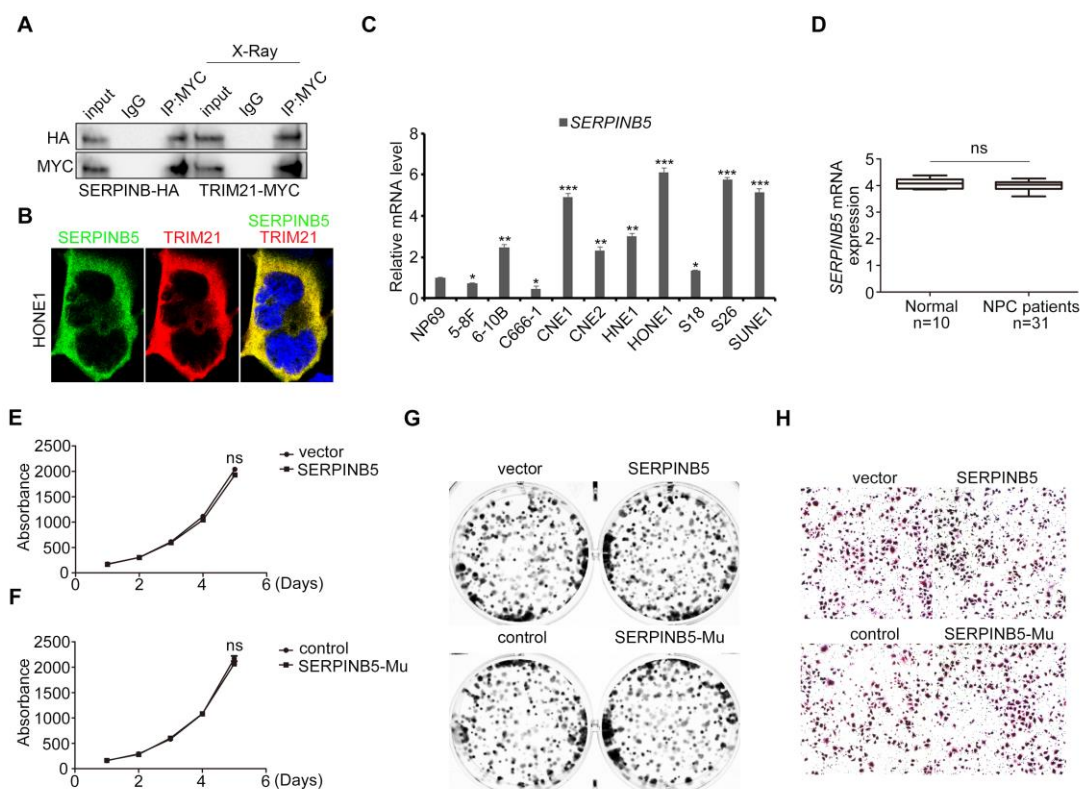 A
X-Ray
input
IgG
IP:MYC
input
IgG
IP:MYC
HA
MYC
SERPINB-HA TRIM21-MYC
B
SERPINB5
TRIM21
SERPINB5
TRIM21
HONE1
C
SERPINB5
Relative mRNA level
8
6
4
2
0
*
**
*
***
**
**
***
*
***
***
NP69
5-8F
6-10B
C666-1
CNE1
CNE2
HNE1
HONE1
S18
S26
SUNE1
D
ns
SERPINB5 mRNA
expression
5
4
3
2
1
0
Normal
n=10
NPC patients
n=31
E
Absorbance
2500
2000
1500
1000
500
0
ns
vector
SERPINB5
0 2 4 6 (Days)
F
Absorbance
2500
2000
1500
1000
500
0
ns
control
SERPINB5-Mu
0 2 4 6 (Days)
G
vector SERPINB5
control SERPINB5-Mu
H
vector SERPINB5
control SERPINB5-Mu